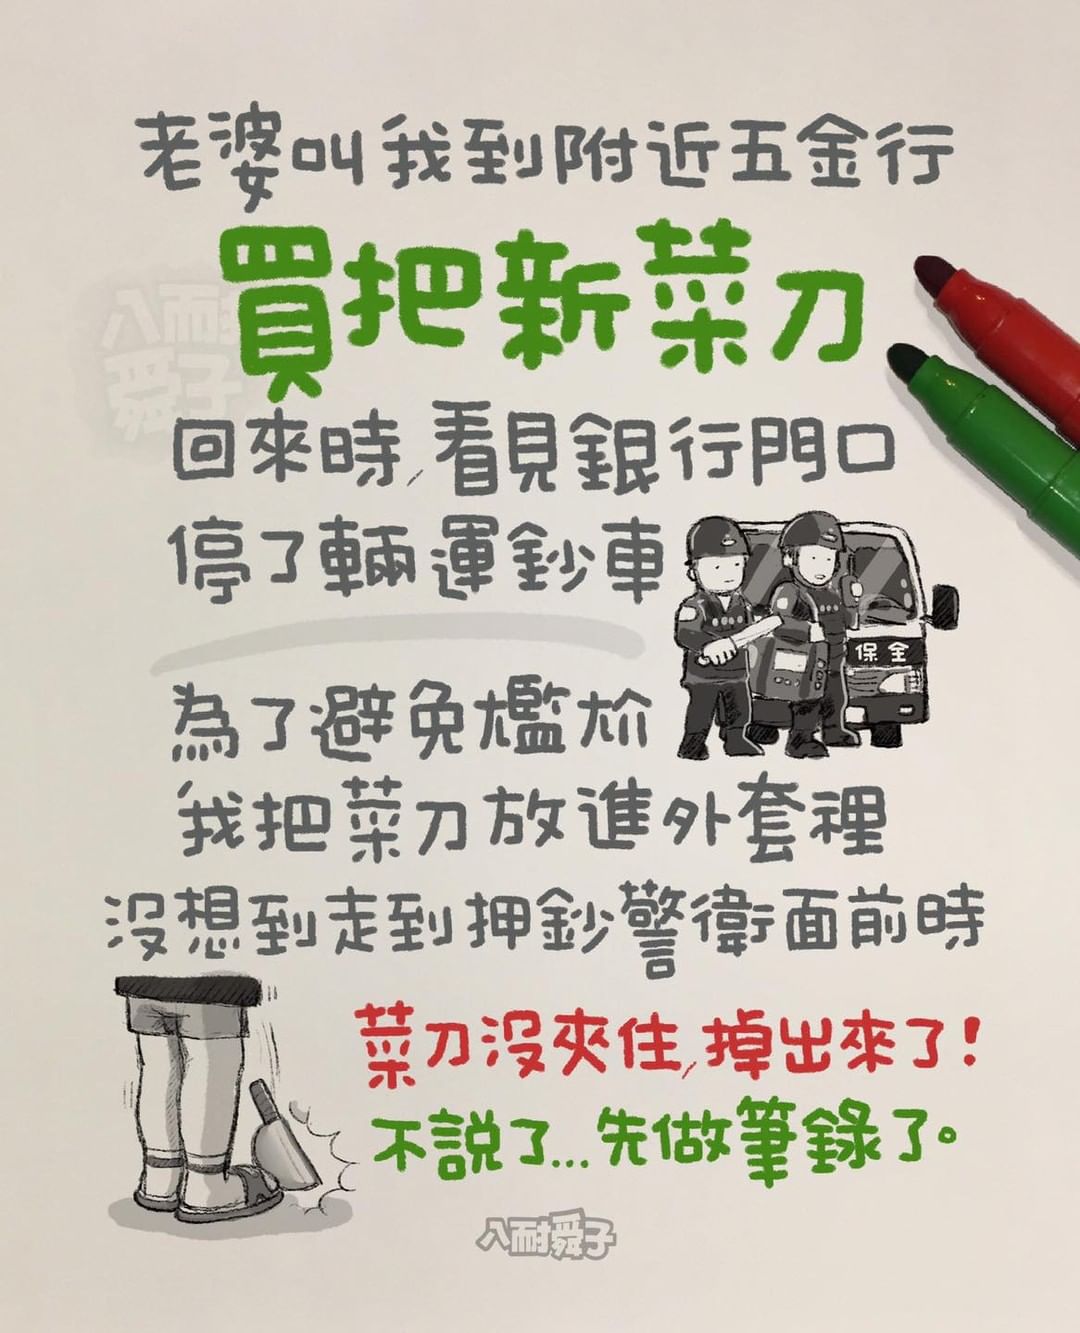 老婆叫我到附近五金行
買把新菜刀
回來時,看見銀行門口
停了輛運鈔車
保全
為了避免尷尬
我把菜刀放進外套裡
沒想到走到押鈔警衛面前時
菜刀沒夾住,掉出來了!
不說了...先做筆錄了。
八耐舜子
八耐舜子